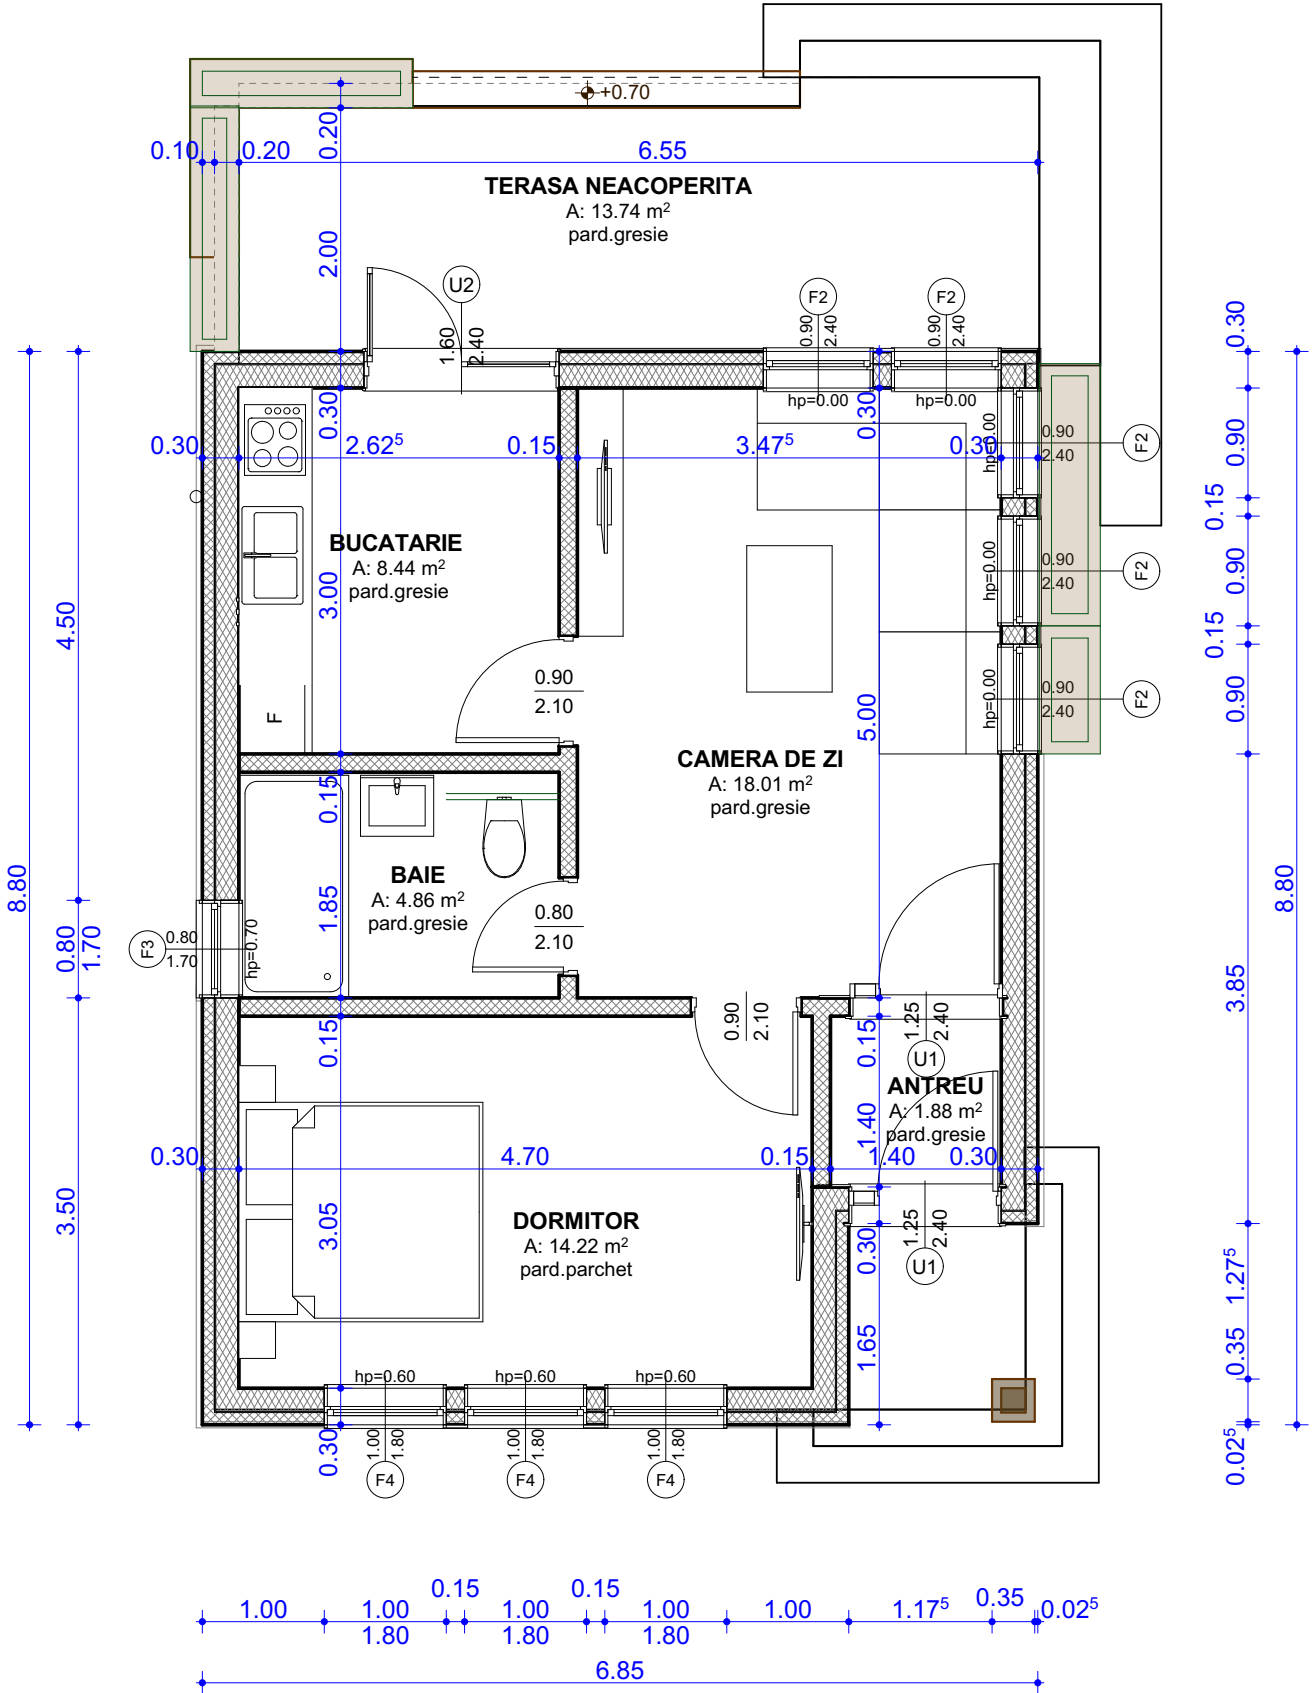 +0.70
0.20
0.10
0.20
6.55
TERASA NEACOPERITA
A: 13.74 m²
pard.gresie
2.00
U2
1.60
2.40
F2
0.90
2.40
F2
0.90
2.40
hp=0.00
hp=0.00
0.30
0.30
0.30
2.62⁵
0.15
3.47⁵
0.30
0.30
hp=0.00
0.90
2.40
F2
0.90
0.15
BUCATARIE
A: 8.44 m²
pard.gresie
3.00
hp=0.00
0.90
2.40
F2
0.90
0.15
4.50
0.90
2.10
F
hp=0.00
0.90
2.40
F2
0.90
5.00
CAMERA DE ZI
A: 18.01 m²
pard.gresie
0.15
8.80
8.80
BAIE
A: 4.86 m²
pard.gresie
1.85
0.80
2.10
F3
0.80
1.70
hp=0.70
0.80
1.70
3.85
0.15
0.90
2.10
0.15
1.25
2.40
U1
ANTREU
A: 1.88 m²
pard.gresie
1.40
0.30
4.70
0.15
1.40
0.30
3.50
3.05
DORMITOR
A: 14.22 m²
pard.parchet
0.30
1.25
2.40
U1
1.27⁵
1.65
0.35
hp=0.60
hp=0.60
hp=0.60
0.30
1.00
1.80
F4
1.00
1.80
F4
1.00
1.80
F4
0.02⁵
0.15
0.15
1.00
1.00
1.80
1.00
1.80
1.00
1.80
1.00
1.17⁵
0.35
0.02⁵
6.85